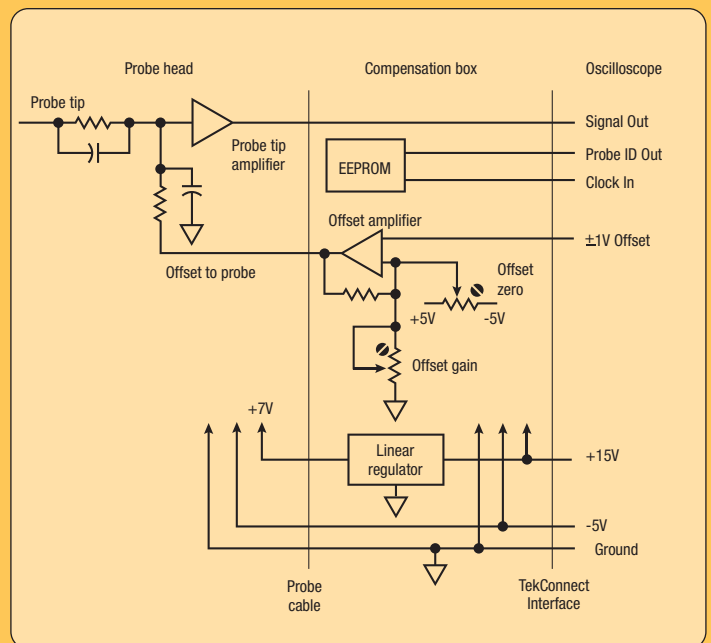 Probe head
Compensation box
Oscilloscope
Probe tip
Signal Out
Probe tip
amplifier
EEPROM
Probe ID Out
Clock In
Offset amplifier
±1V Offset
Offset to probe
Offset
zero
+5V
-5V
Offset gain
+7V
Linear
regulator
+15V
-5V
Ground
Probe
cable
TekConnect
Interface